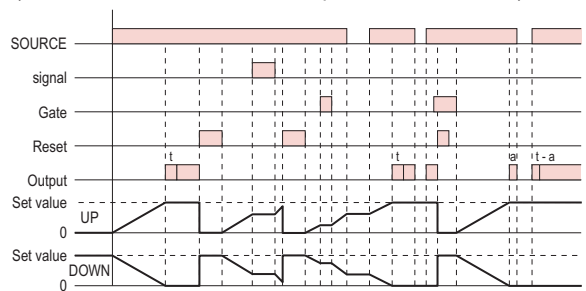 SOURCE
signal
Gate
Reset
t
t
a
t - a
Output
Set value
UP
0
Set value
DOWN
0